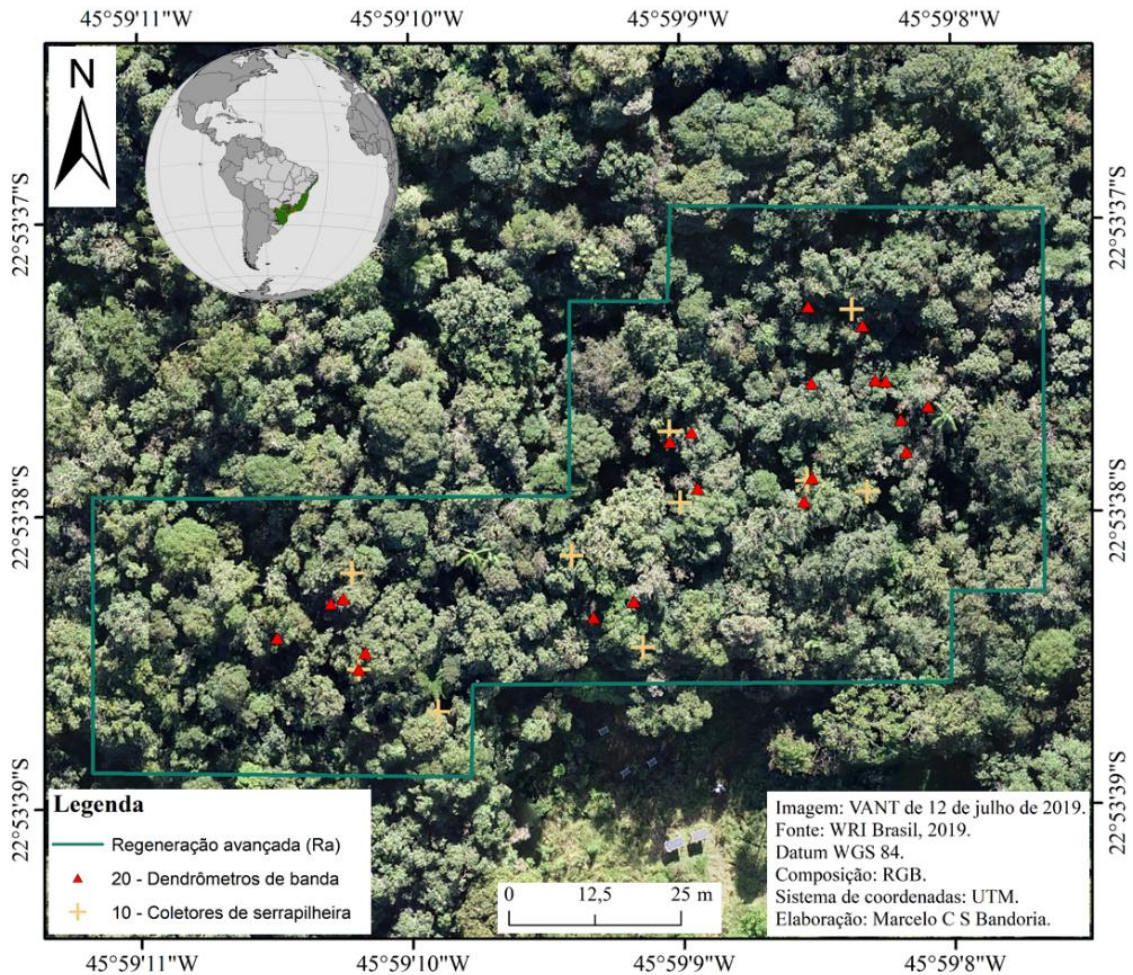 45°59'11"W 45°59'10"W 45°59'9"W 45°59'8"W
N
22°53'37"S 22°53'37"S
22°53'38"S 22°53'38"S
22°53'39"S 22°53'39"S
Legenda
Regeneração avançada (Ra)
20 - Dendrômetros de banda
10 - Coletores de serrapilheira
0 12,5 25 m
Imagem: VANT de 12 de julho de 2019.
Fonte: WRI Brasil, 2019.
Datum WGS 84.
Composição: RGB.
Sistema de coordenadas: UTM.
Elaboração: Marcelo C S Bandoria.
45°59'11"W 45°59'10"W 45°59'9"W 45°59'8"W